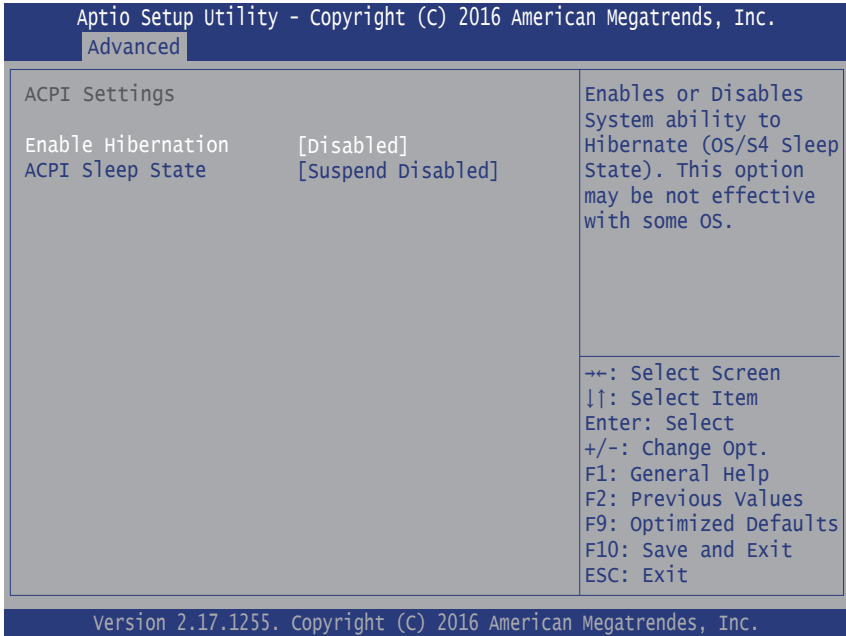 Aptio Setup Utility - Copyright (C) 2016 American Megatrends, Inc.
Advanced
ACPI Settings
Enable Hibernation [Disabled]
ACPI Sleep State [Suspend Disabled]
Enables or Disables
System ability to
Hibernate (OS/S4 Sleep
State). This option
may be not effective
with some OS.
→←: Select Screen
↓↑: Select Item
Enter: Select
+/-: Change Opt.
F1: General Help
F2: Previous Values
F9: Optimized Defaults
F10: Save and Exit
ESC: Exit
Version 2.17.1255. Copyright (C) 2016 American Megatrendes, Inc.